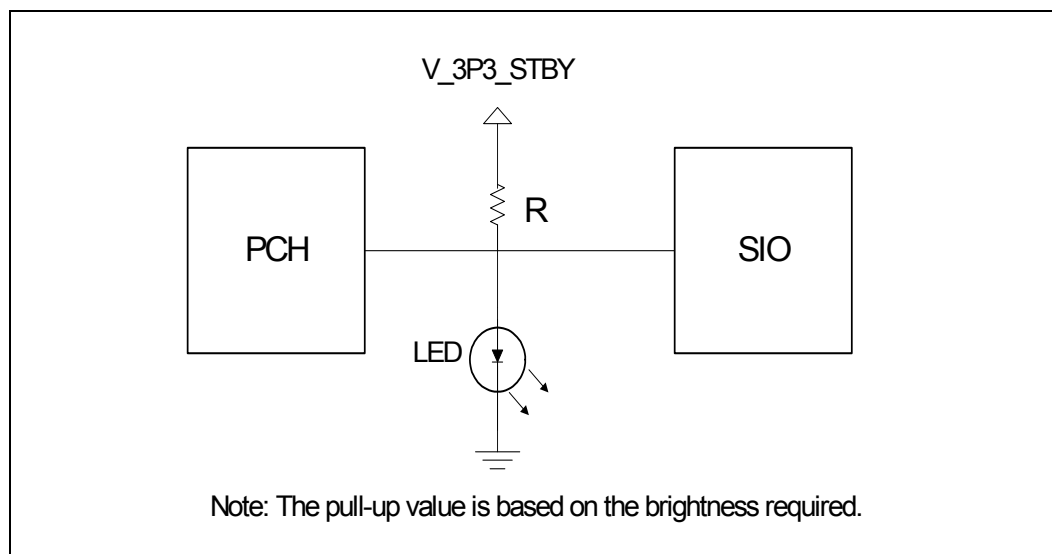 V_3P3_STBY
R
PCH
SIO
LED
Note: The pull-up value is based on the brightness required.